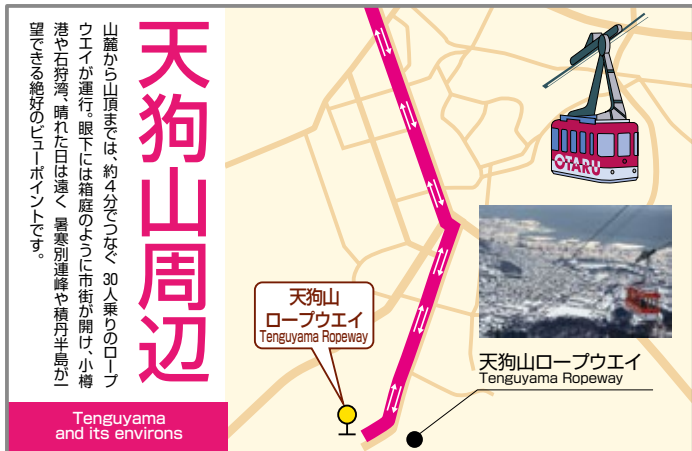 天狗山周辺
山麓から山頂までは、約4分でつなぐ 30人乗りのロープ
ウエイが運行。眼下には箱庭のように市街が開け、小樽
港や石狩湾、晴れた日は遠く 暑寒別連峰や積丹半島が一
望できる絶好のビューポイントです。
Tenguyama
and its environs
OTARU
天狗山
ロープウエイ
Tenguyama Ropeway
天狗山ロープウエイ
Tenguyama Ropeway